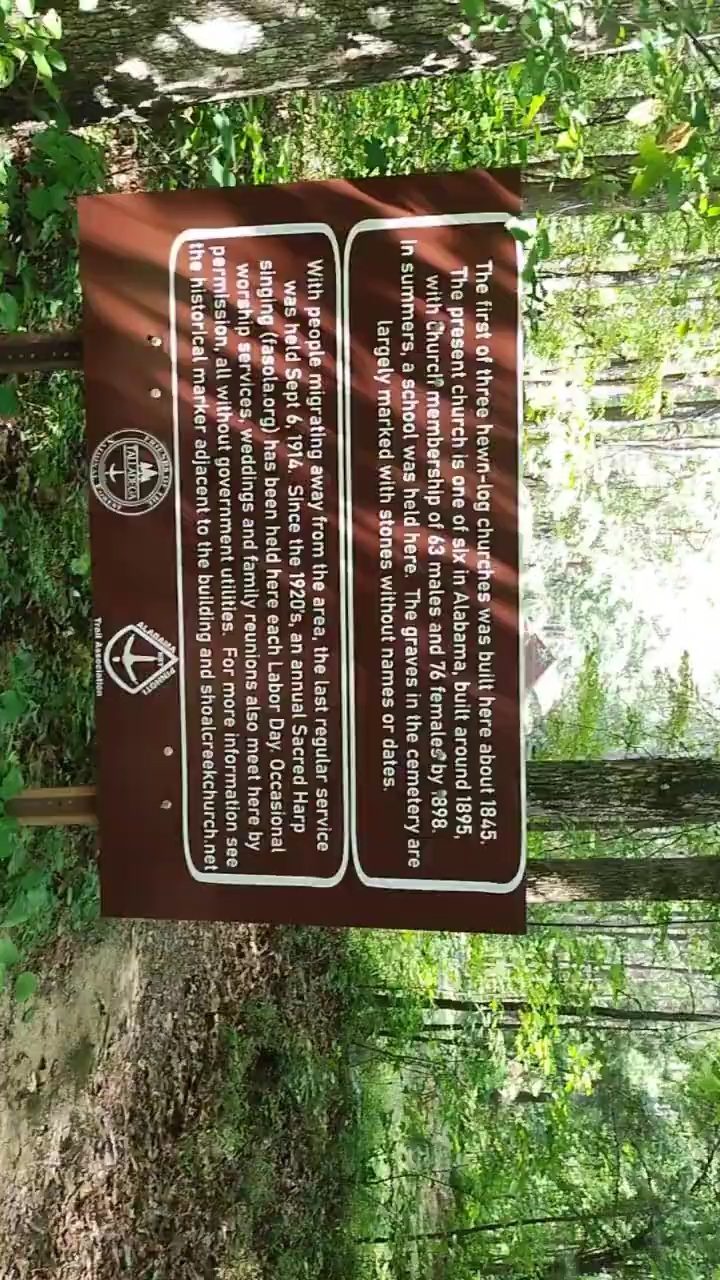 The first of three hewn-log churches was built here about 1845.
The present church is one of six in Alabama, built around 1895,
with Church membership of 63 males and 76 females by 1898.
In summers, a school was held here. The graves in the cemetery are
largely marked with stones without names or dates.
With people migrating away from the area, the last regular service
was held Sept 6, 1914. Since the 1920's, an annual Sacred Harp
singing (fasola.org) has been held here each Labor Day. Occasional
worship services, weddings and family reunions also meet here by
permission, all without government utilities. For more information see
the historical marker adjacent to the building and shoalcreekchurch.net
TALLADEGA
ALABAMA
PINHOTI
Trail Association